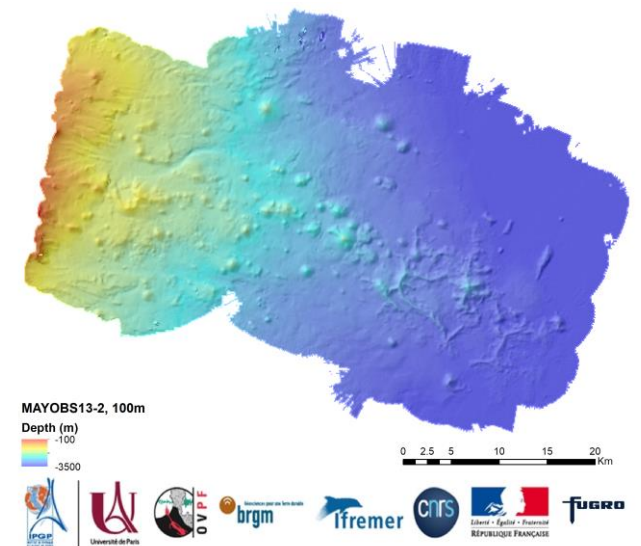 MAYOBS13-2, 100m
Depth (m)
-100
-3500
0 2.5 5 10 15 20
Km
IPGP
Université de Paris
OVPF
brgm
Ifremer
cnrs
Liberté • Égalité • Fraternité
RÉPUBLIQUE FRANÇAISE
FUGRO